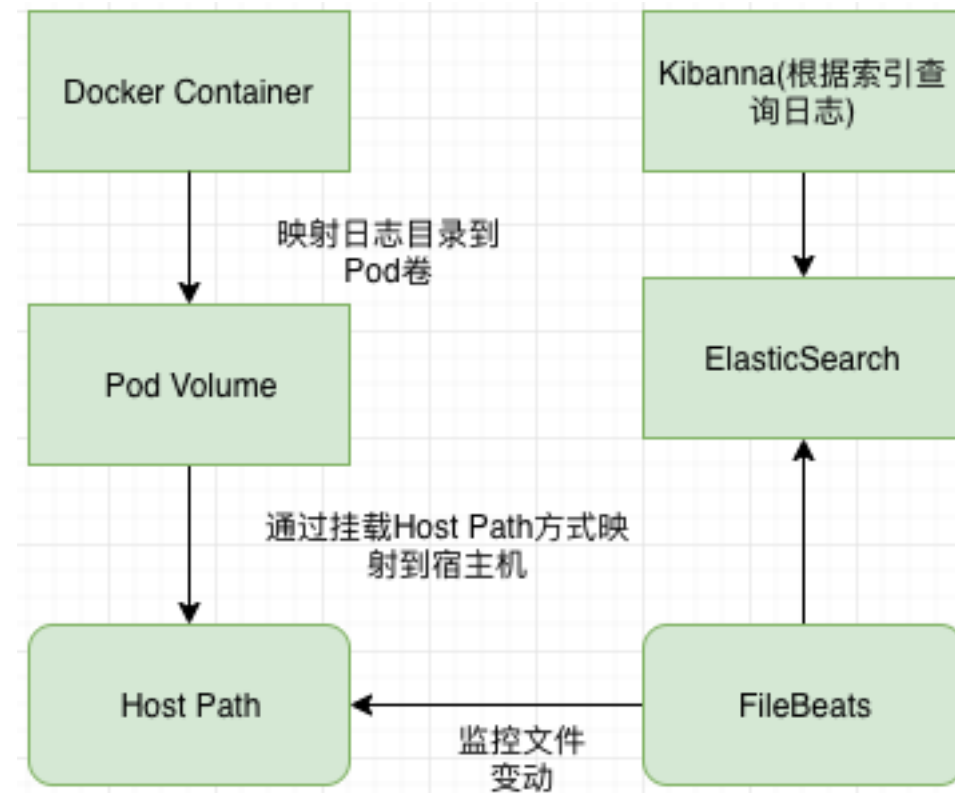 Docker Container
Kibanna(根据索引查
询日志)
映射日志目录到
Pod卷
Pod Volume
ElasticSearch
通过挂载Host Path方式映
射到宿主机
Host Path
FileBeats
监控文件
变动